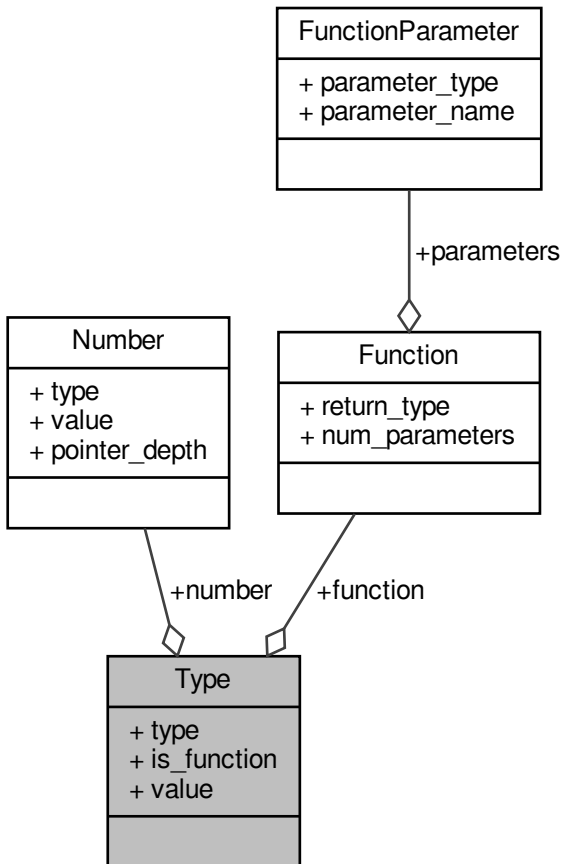 FunctionParameter
+ parameter_type
+ parameter_name
+parameters
Number
+ type
+ value
+ pointer_depth
Function
+ return_type
+ num_parameters
+number
+function
Type
+ type
+ is_function
+ value